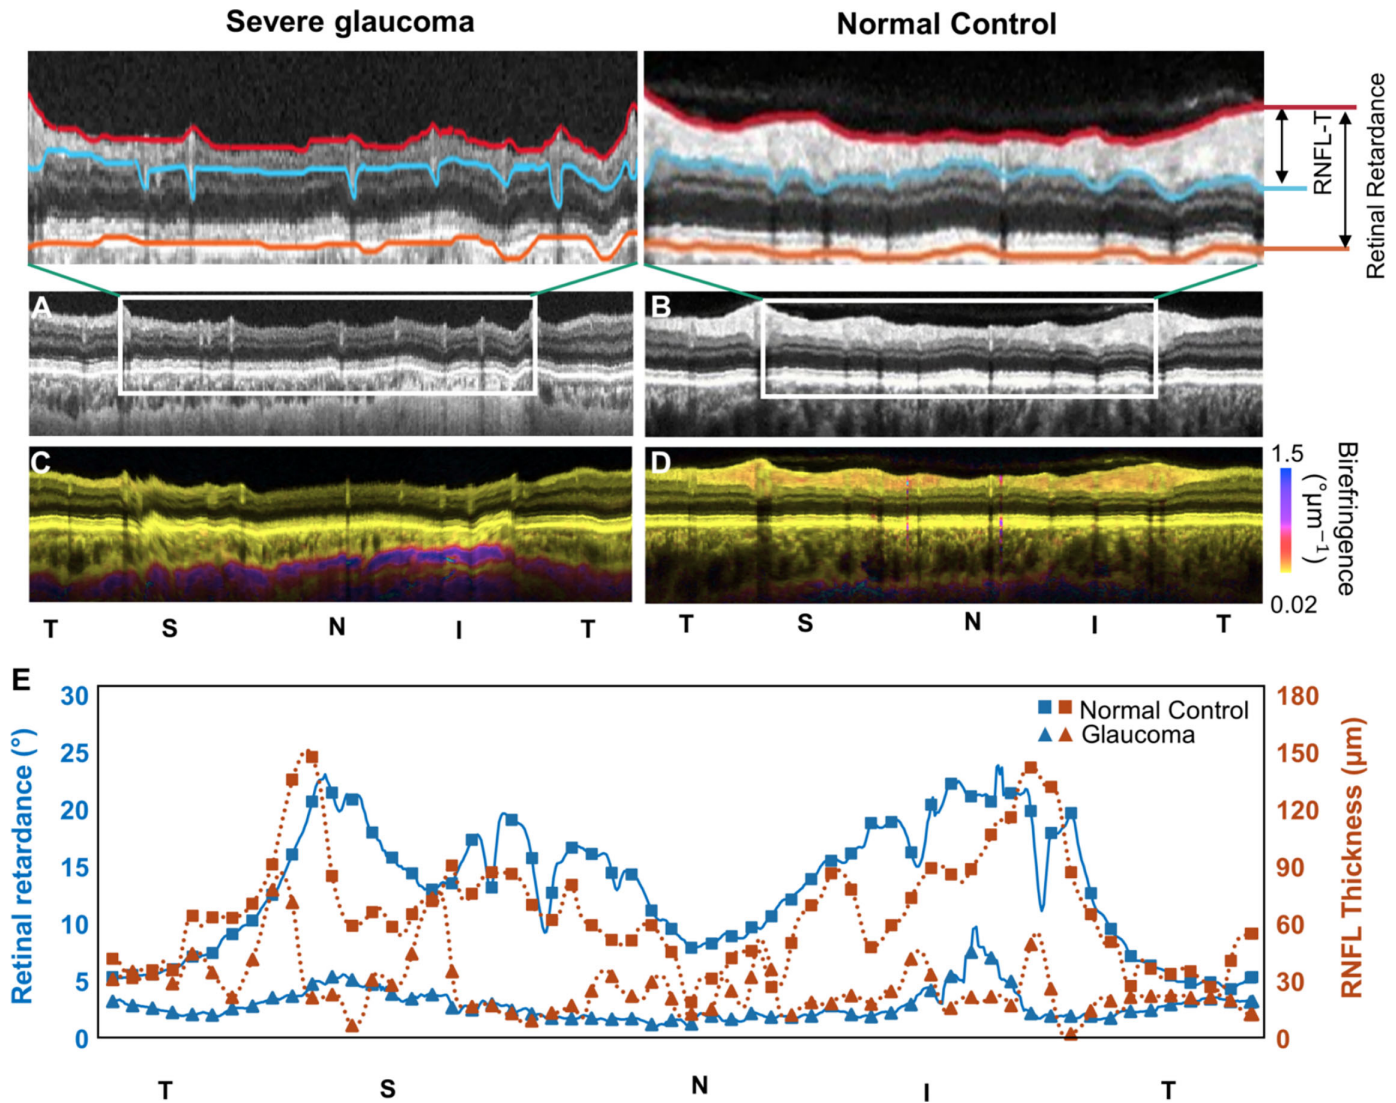 Severe glaucoma
Normal Control
RNFL-T
Retinal Retardance
A
B
C
D
1.5
Birefringence
(°μm⁻¹)
0.02
T S N I T
T S N I T
E
30
25
20
15
10
5
0
Retinal retardance (°)
180
150
120
90
60
30
0
RNFL Thickness (μm)
Normal Control
Glaucoma
T S N I T